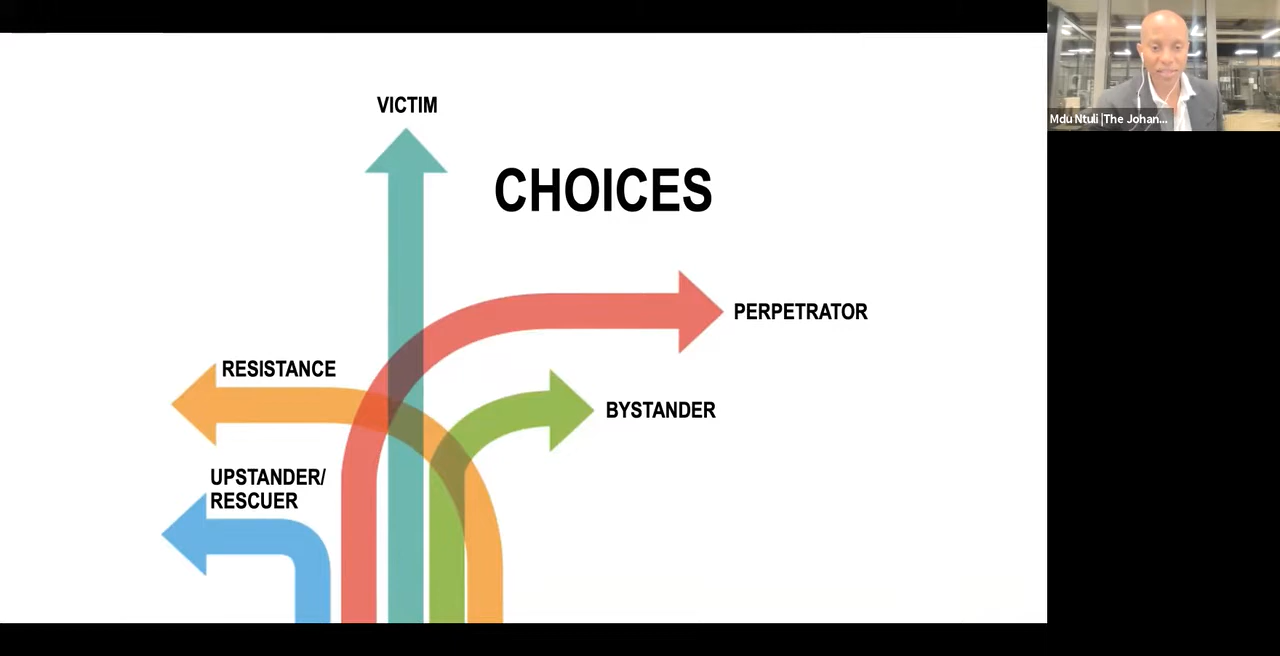 VICTIM
CHOICES
PERPETRATOR
RESISTANCE
BYSTANDER
UPSTANDER/
RESCUER
Mdu Ntuli |The Johan...